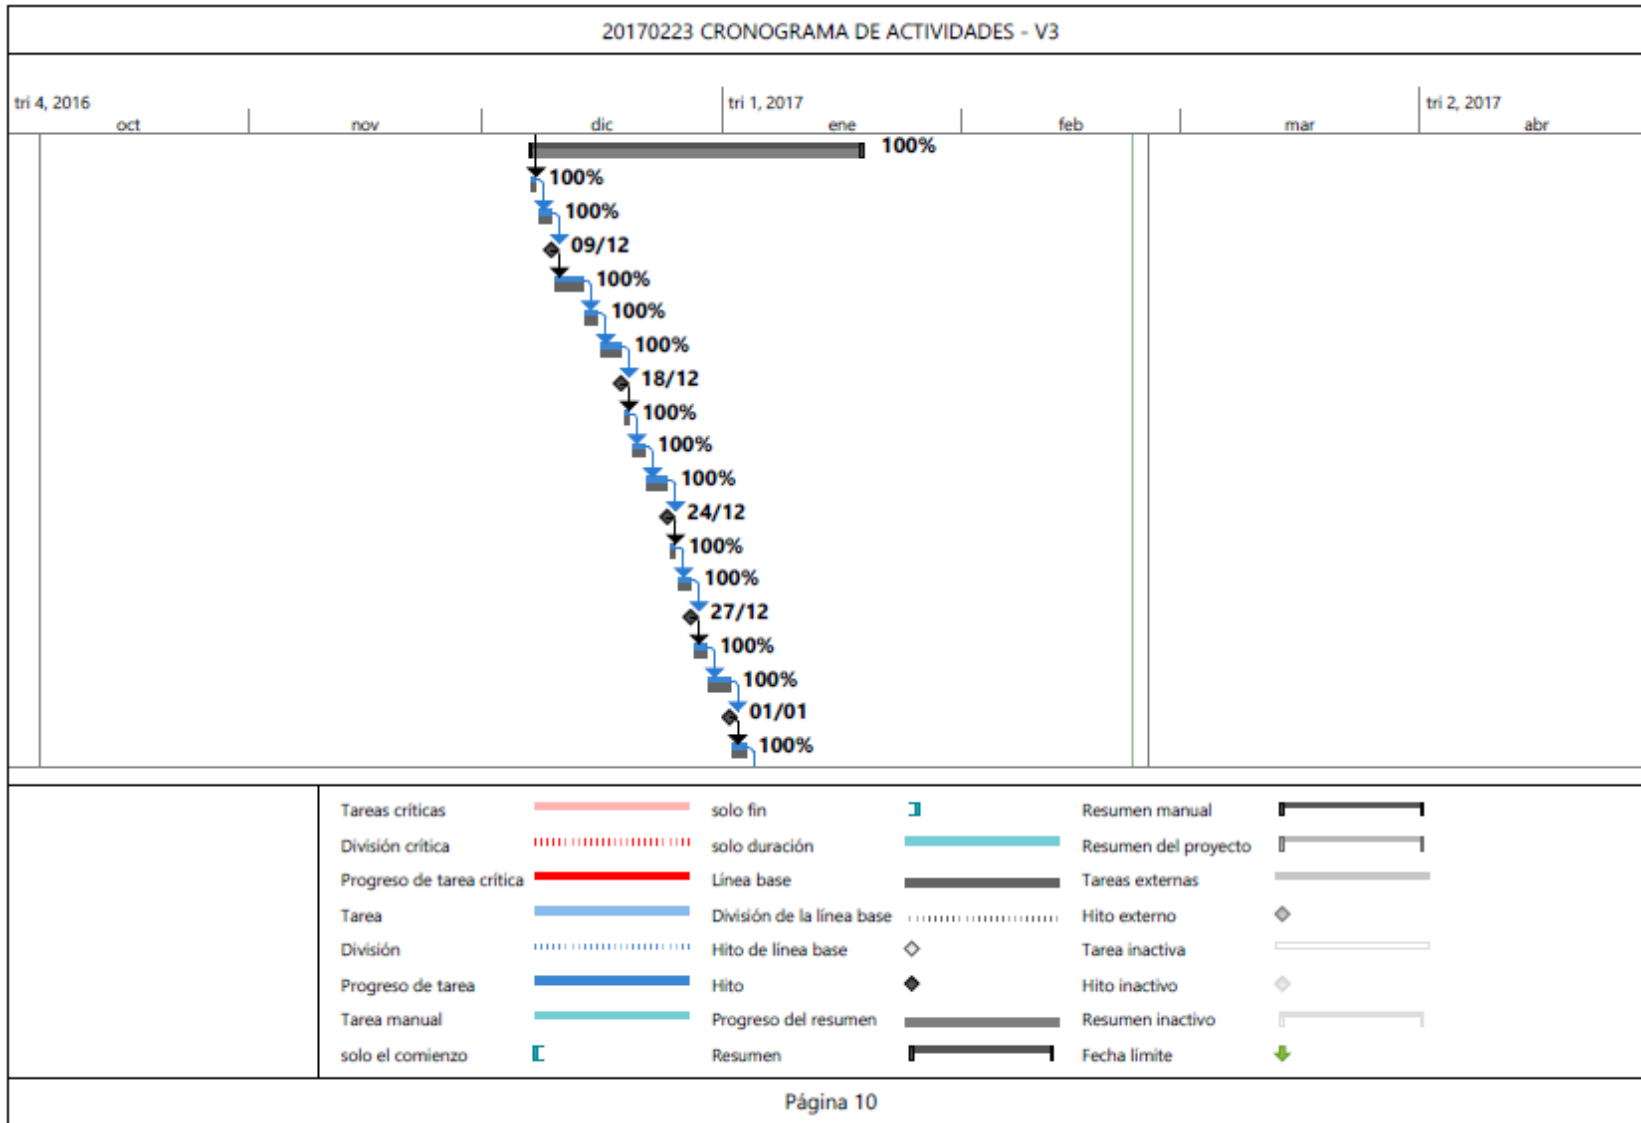 20170223 CRONOGRAMA DE ACTIVIDADES - V3
tri 4, 2016 tri 1, 2017 tri 2, 2017
oct nov dic ene feb mar abr
100%
100%
100%
09/12
100%
100%
100%
18/12
100%
100%
100%
24/12
100%
100%
27/12
100%
100%
01/01
100%
Tareas críticas solo fin Resumen manual
División crítica solo duración Resumen del proyecto
Progreso de tarea crítica Línea base Tareas externas
Tarea División de la línea base Hito externo
División Hito de línea base Tarea inactiva
Progreso de tarea Hito Hito inactivo
Tarea manual Progreso del resumen Resumen inactivo
solo el comienzo Resumen Fecha límite
Página 10